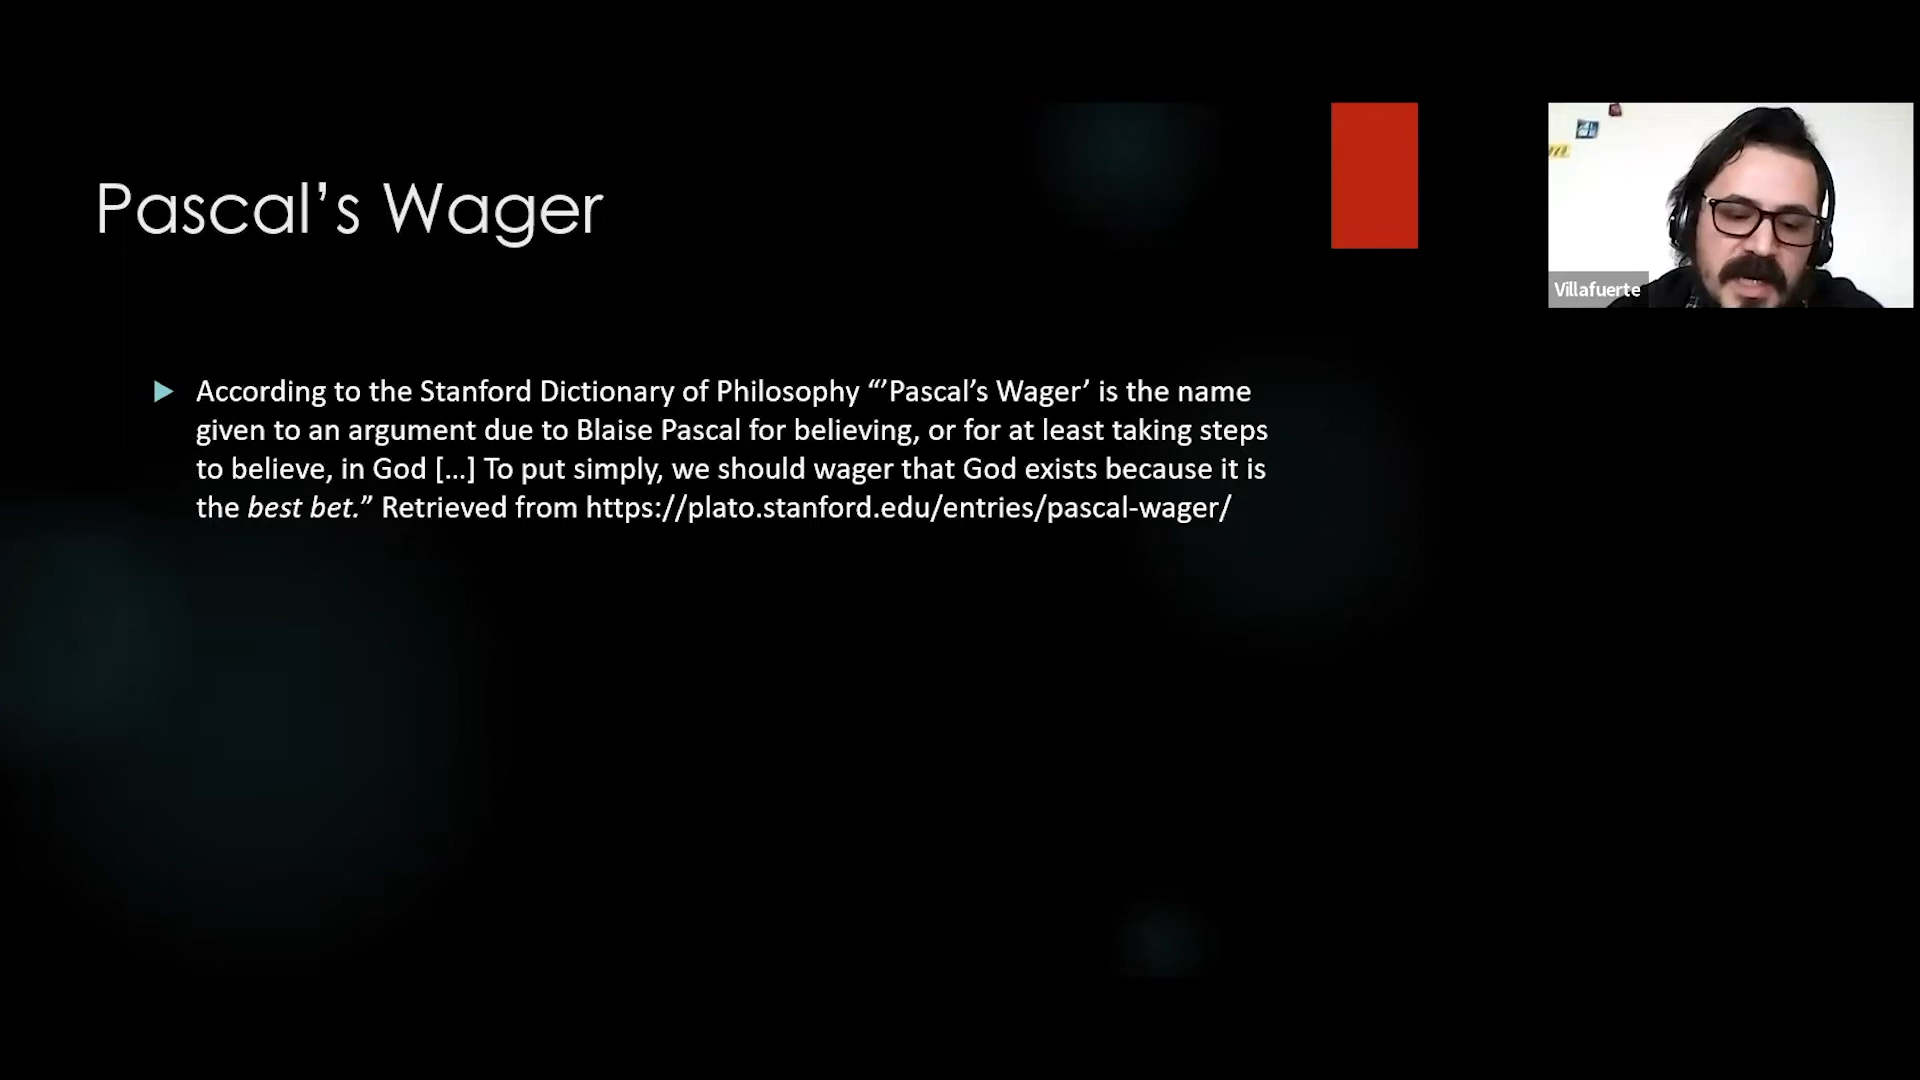 Pascal’s Wager
Villafuerte
According to the Stanford Dictionary of Philosophy “’Pascal’s Wager’ is the name
given to an argument due to Blaise Pascal for believing, or for at least taking steps
to believe, in God […] To put simply, we should wager that God exists because it is
the best bet.” Retrieved from https://plato.stanford.edu/entries/pascal-wager/